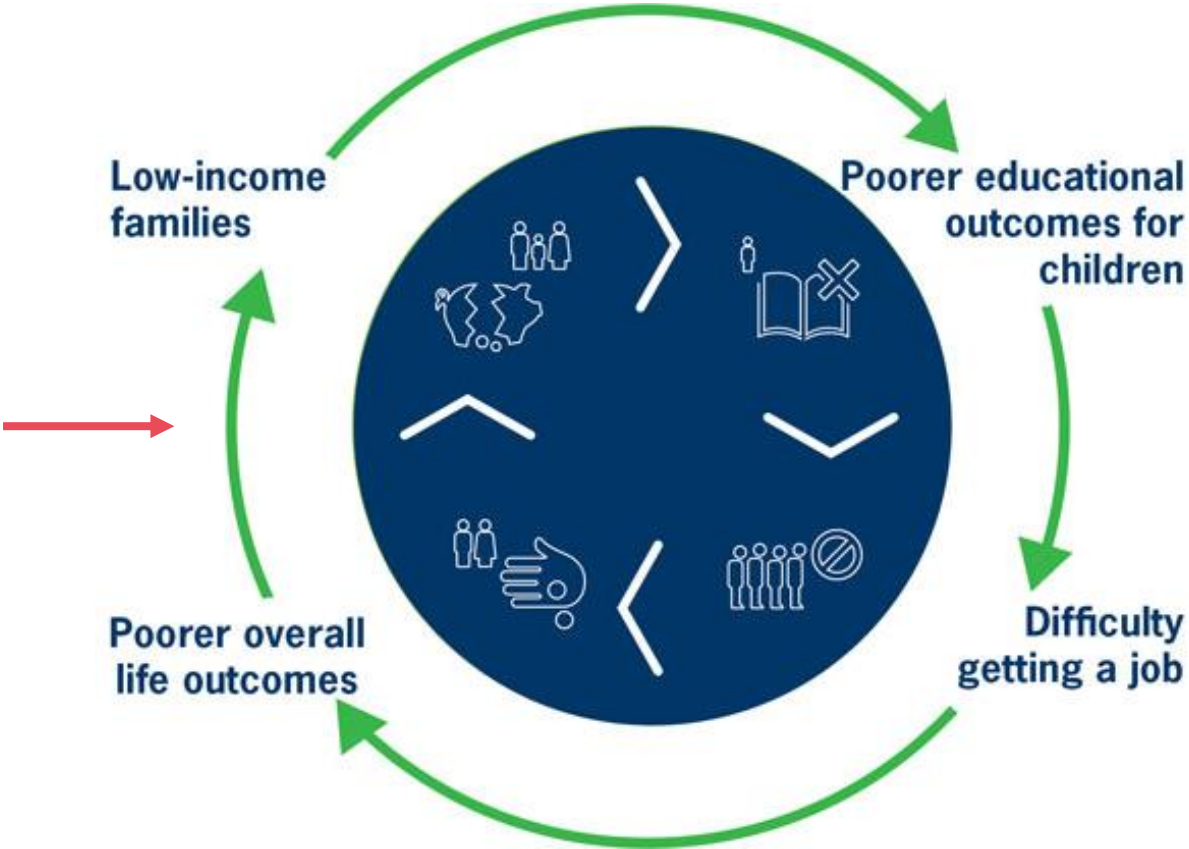 Low-income
families
Poorer educational
outcomes for
children
Difficulty
getting a job
Poorer overall
life outcomes